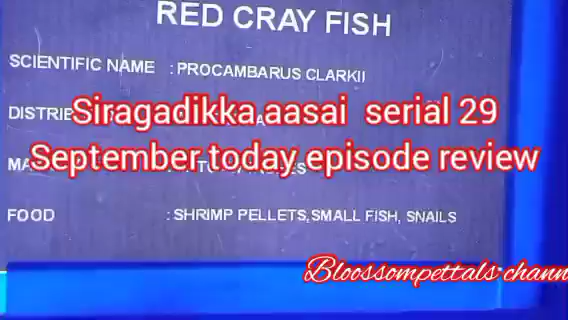 RED CRAY FISH
SCIENTIFIC NAME : PROCAMBARUS CLARKII
Siragadikka aasai serial 29
September today episode review
FOOD : SHRIMP PELLETS,SMALL FISH, SNAILS
Bloossompettals chann